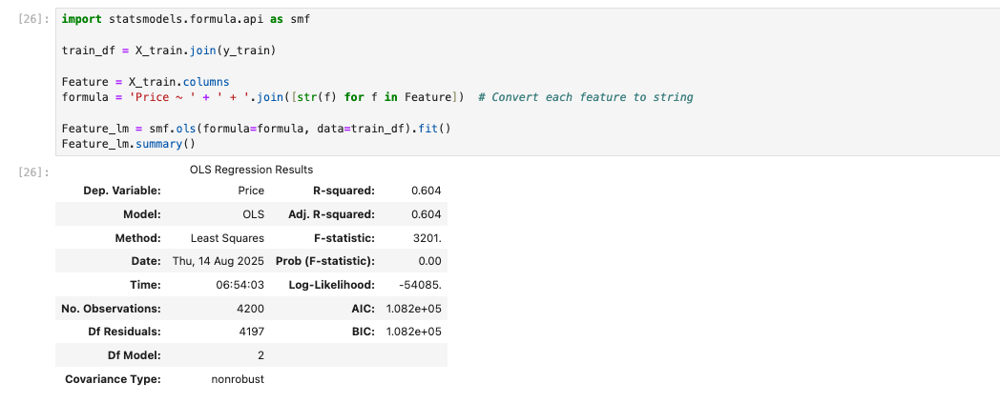 [26]: import statsmodels.formula.api as smf
train_df = X_train.join(y_train)
Feature = X_train.columns
formula = 'Price ~ ' + ' + '.join([str(f) for f in Feature])  # Convert each feature to string
Feature_lm = smf.ols(formula=formula, data=train_df).fit()
Feature_lm.summary()
[26]: OLS Regression Results
Dep. Variable: Price R-squared: 0.604
Model: OLS Adj. R-squared: 0.604
Method: Least Squares F-statistic: 3201.
Date: Thu, 14 Aug 2025 Prob (F-statistic): 0.00
Time: 06:54:03 Log-Likelihood: -54085.
No. Observations: 4200 AIC: 1.082e+05
Df Residuals: 4197 BIC: 1.082e+05
Df Model: 2
Covariance Type: nonrobust